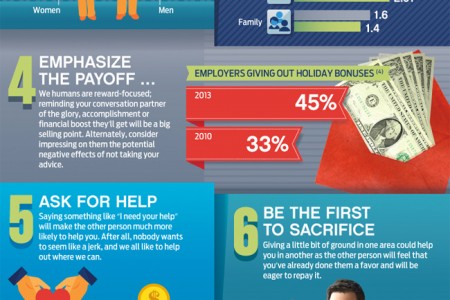 Women
Men
Family
1.6
1.4
4
EMPHASIZE
THE PAYOFF ...
We humans are reward-focused;
reminding your conversation partner
of the glory, accomplishment or
financial boost they'll get will be a big
selling point. Alternately, consider
impressing on them the potential
negative effects of not taking your
advice.
EMPLOYERS GIVING OUT HOLIDAY BONUSES (4)
2013
45%
2010
33%
5
ASK FOR HELP
Saying something like "I need your help"
will make the other person much more
likely to help you. After all, nobody wants
to seem like a jerk, and we all like to help
out where we can.
6
BE THE FIRST
TO SACRIFICE
Giving a little bit of ground in one area could help
you in another as the other person will feel that
you've already done them a favor and will be
eager to repay it.